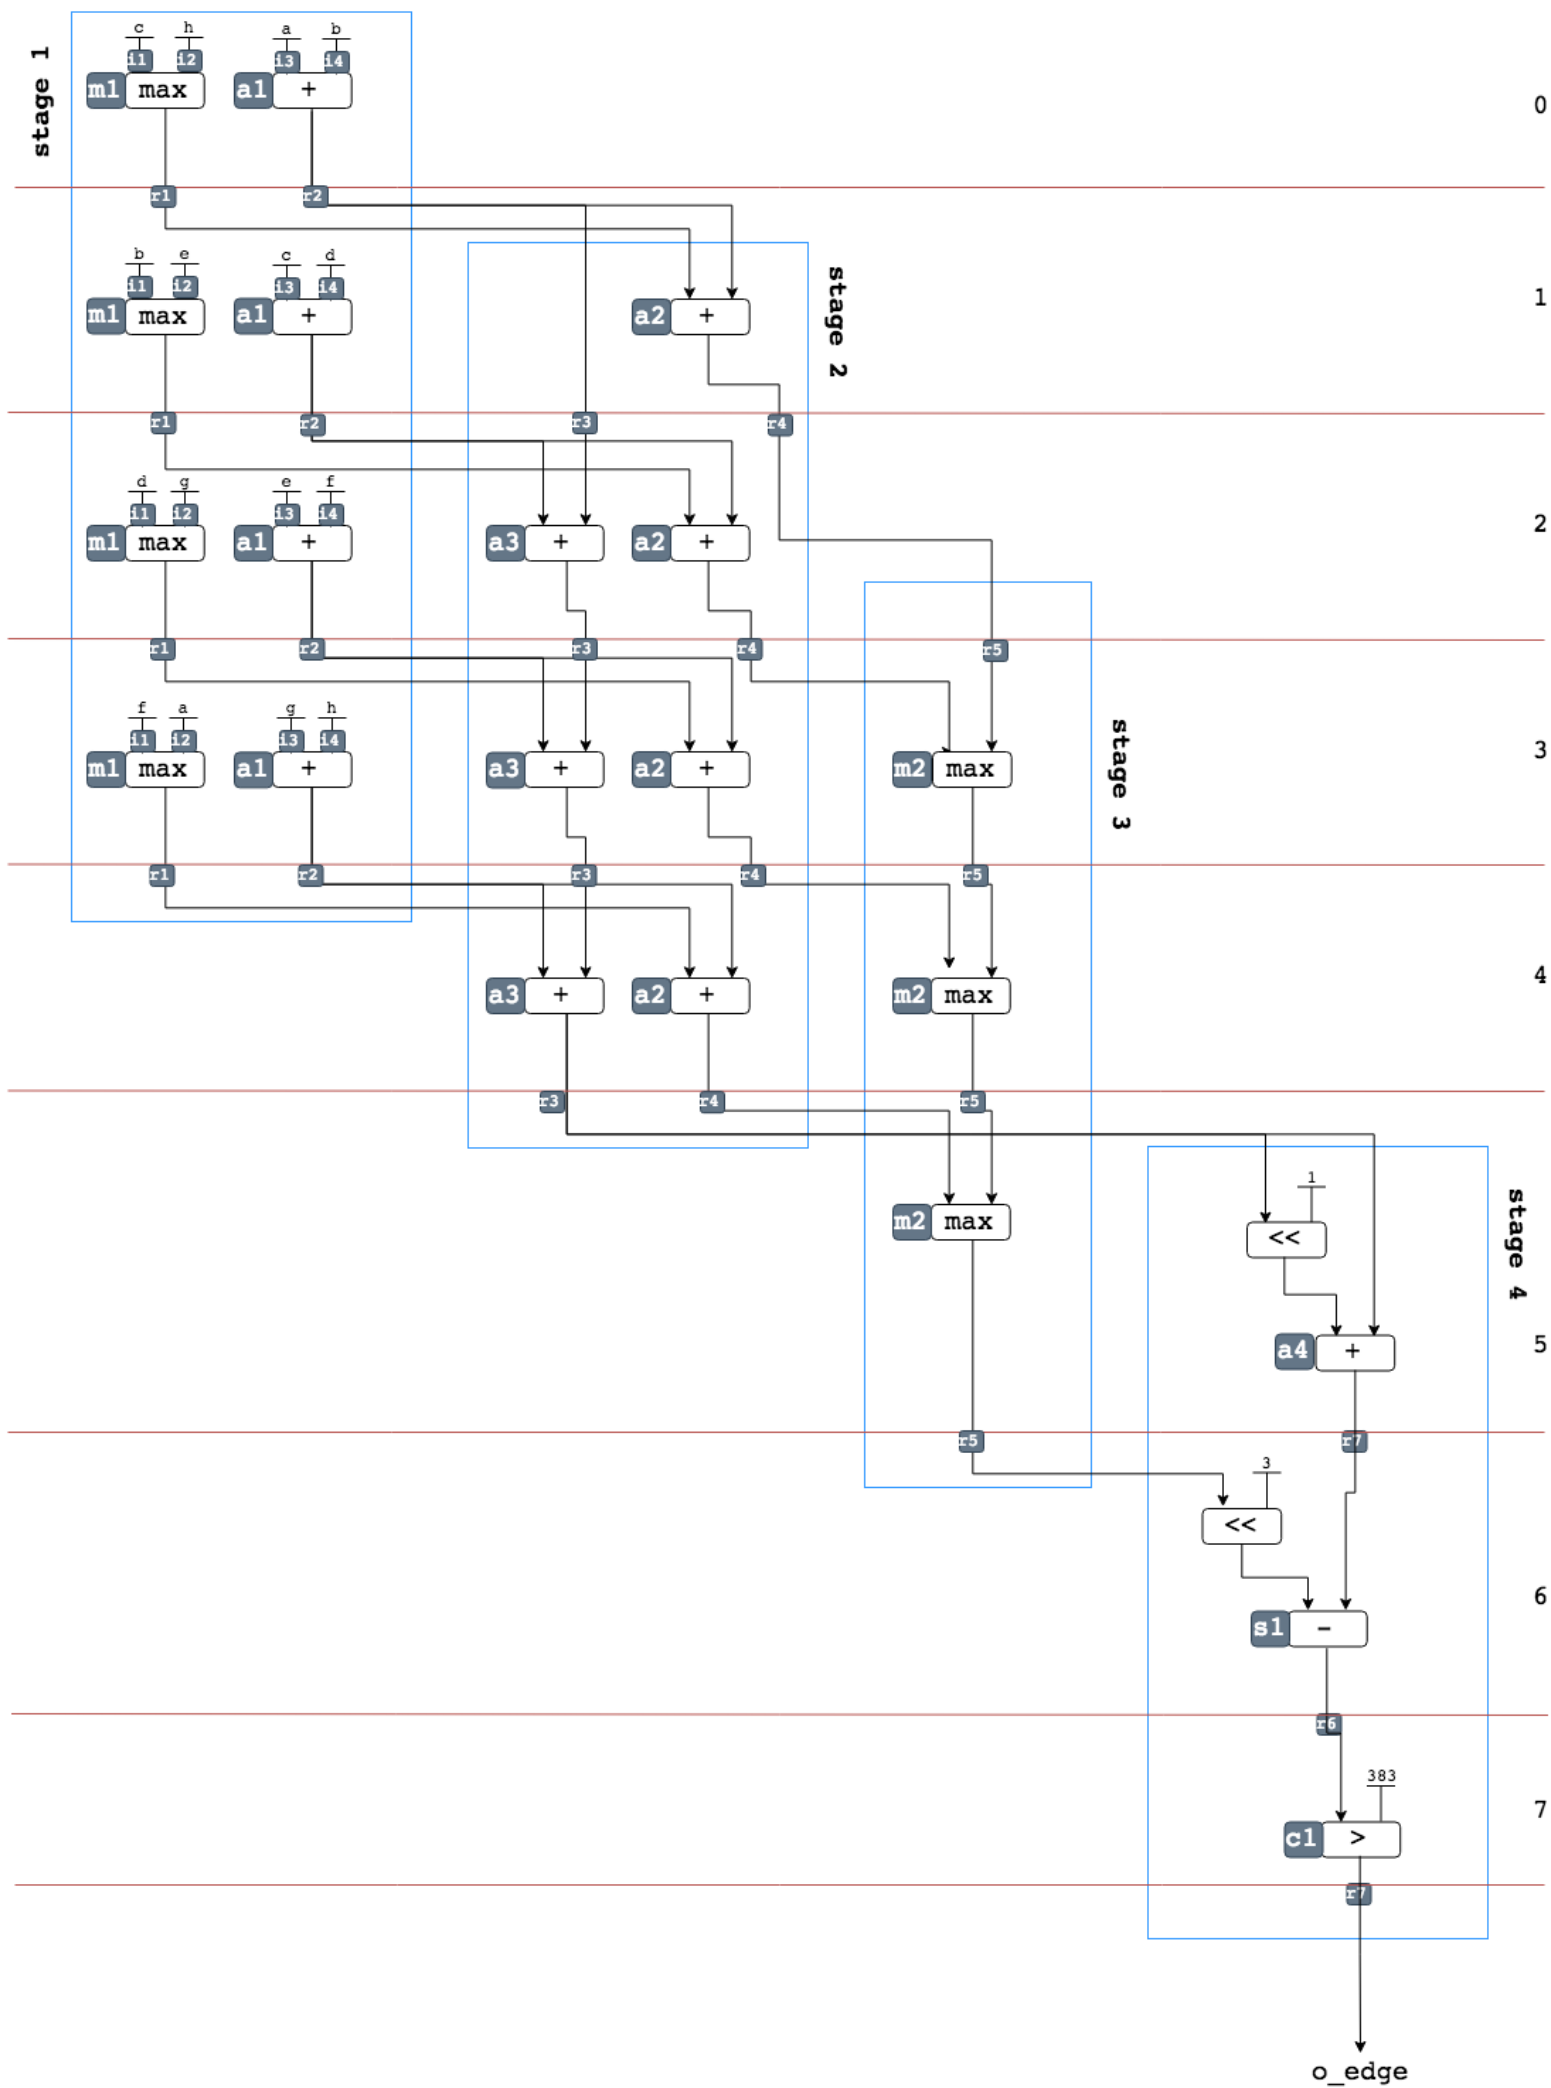 stage 1
c h a b
i1 i2 i3 i4
m1 max a1 +
0
r1 r2
b e c d
i1 i2 i3 i4
m1 max a1 + a2 +
stage 2
1
r1 r2 r3 r4
d g e f
i1 i2 i3 i4
m1 max a1 + a3 + a2 +
2
r1 r2 r3 r4 r5
f a g h
i1 i2 i3 i4
m1 max a1 + a3 + a2 + m2 max
stage 3
3
r1 r2 r3 r4 r5
a3 + a2 + m2 max
4
r3 r4 r5
1
m2 max <<
stage 4
a4 +
5
r5 r7
3
<<
6
s1 -
r6
383
7
c1 >
r7
o_edge